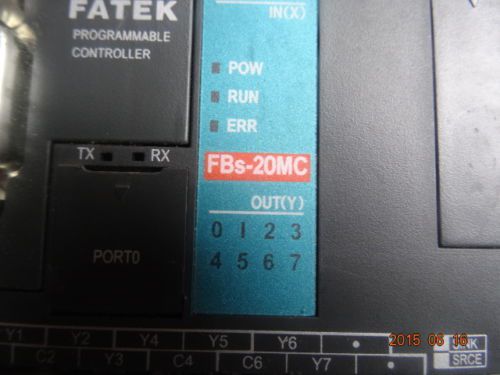 FATEK
PROGRAMMABLE
CONTROLLER
IN(X)
POW
RUN
ERR
TX RX
FBs-20MC
OUT(Y)
0 1 2 3
4 5 6 7
PORT0
Y1 Y2 Y4 Y5 Y6
C2 Y3 C4 C6 Y7
SINK
SRCE
2015 06 16